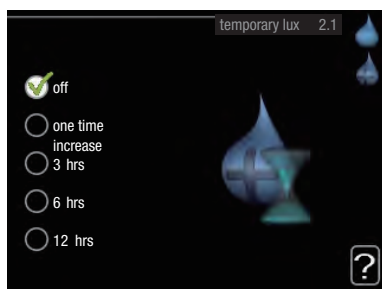 temporary lux 2.1
off
one time
increase
3 hrs
6 hrs
12 hrs
?